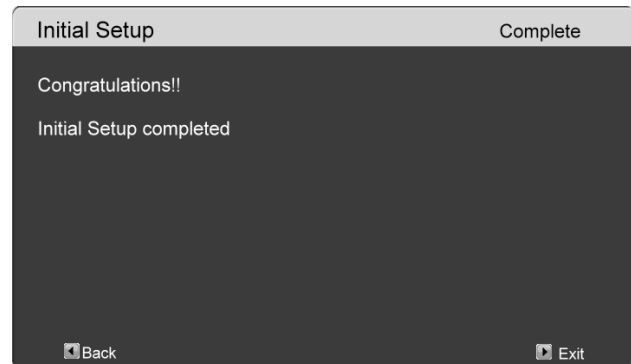 Initial Setup Complete
Congratulations!!
Initial Setup completed
Back Exit